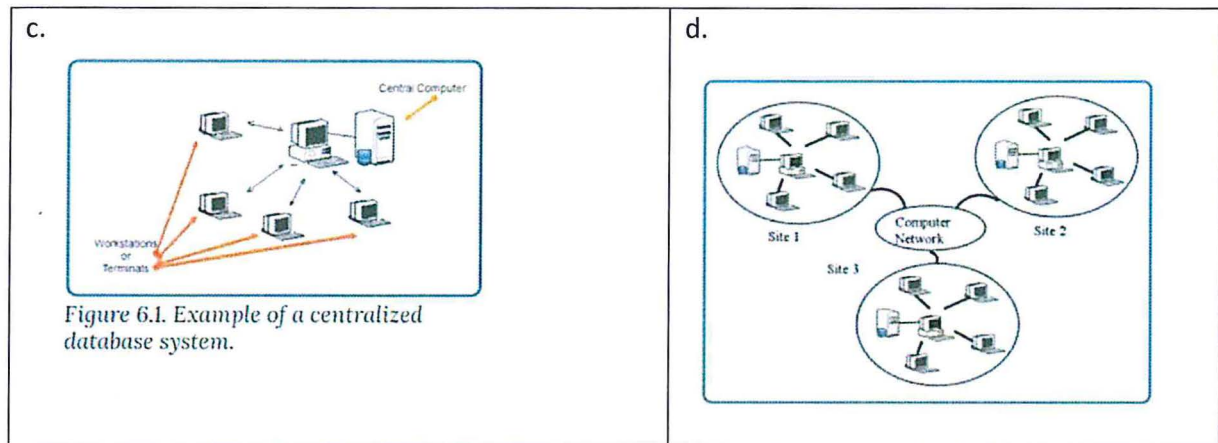 c.
Central Computer
Workstations
or
Terminals
Figure 6.1. Example of a centralized
database system.
d.
Site 1
Computer
Network
Site 2
Site 3